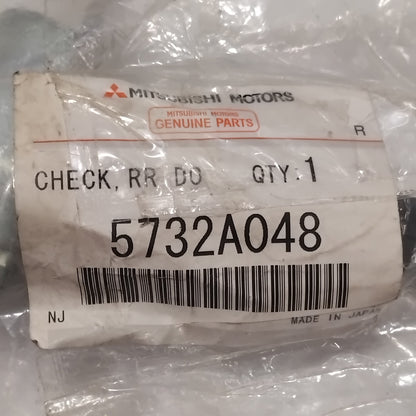 MITSUBISHI MOTORS
MITSUBISHI MOTORS
GENUINE PARTS
R
CHECK, RR DO QTY:1
5732A048
NJ MADE IN JAPAN